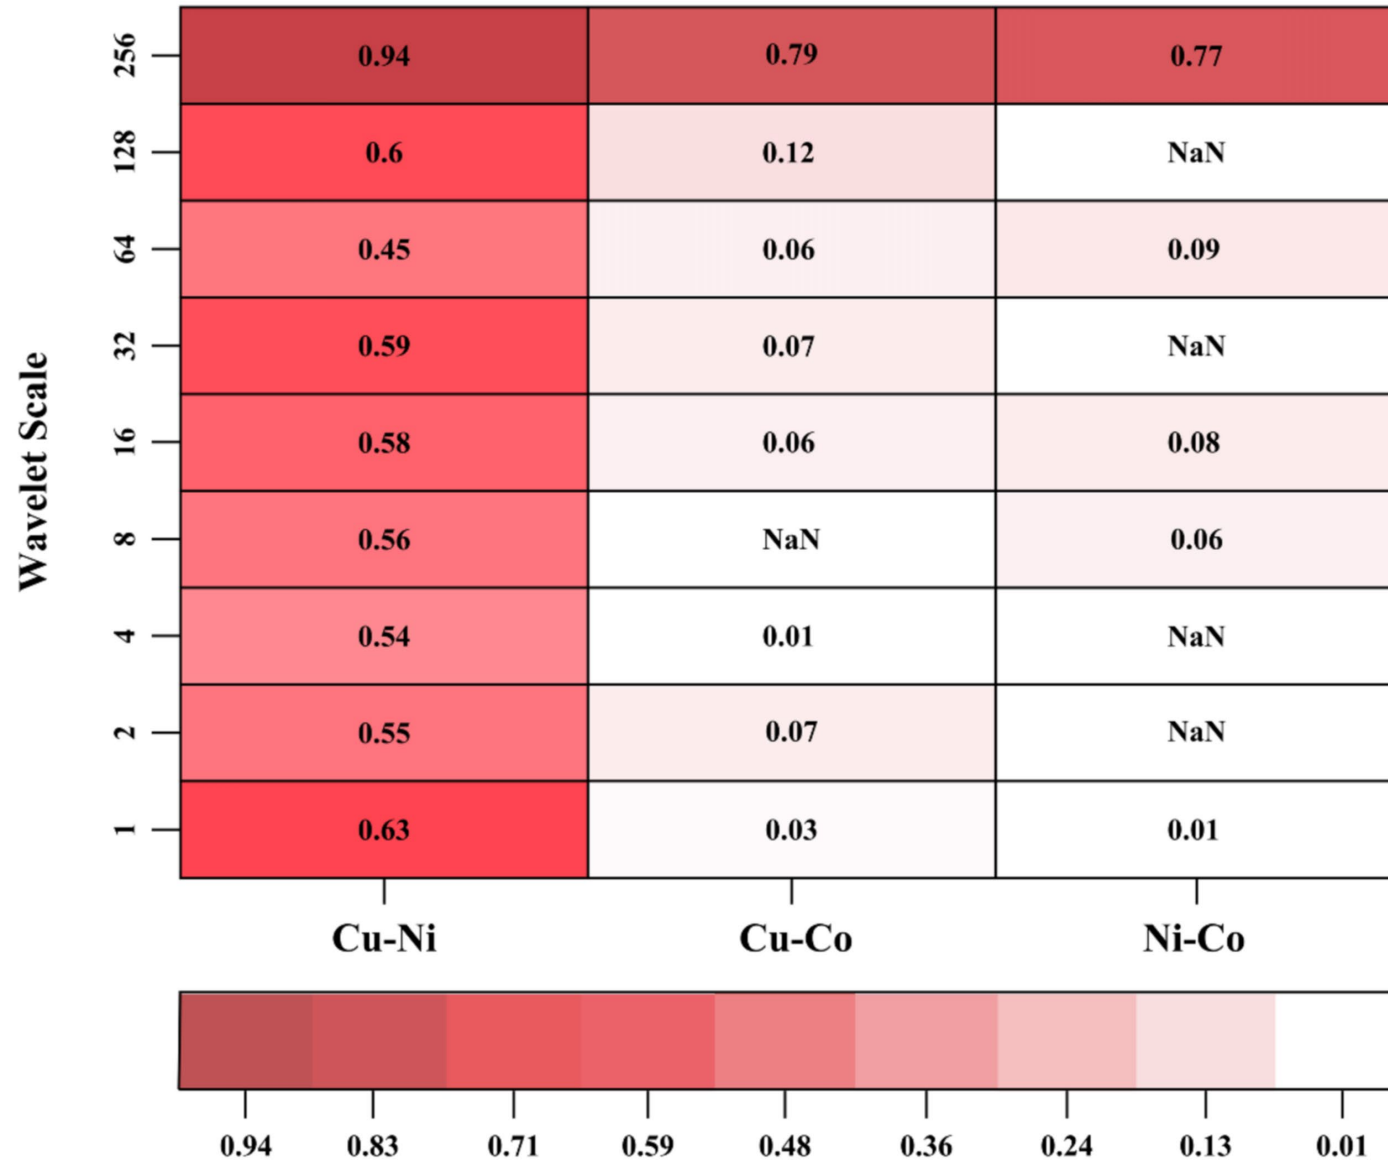 256 0.94 0.79 0.77
128 0.6 0.12 NaN
64 0.45 0.06 0.09
32 0.59 0.07 NaN
16 0.58 0.06 0.08
8 0.56 NaN 0.06
4 0.54 0.01 NaN
2 0.55 0.07 NaN
1 0.63 0.03 0.01
Wavelet Scale
Cu-Ni Cu-Co Ni-Co
0.94 0.83 0.71 0.59 0.48 0.36 0.24 0.13 0.01